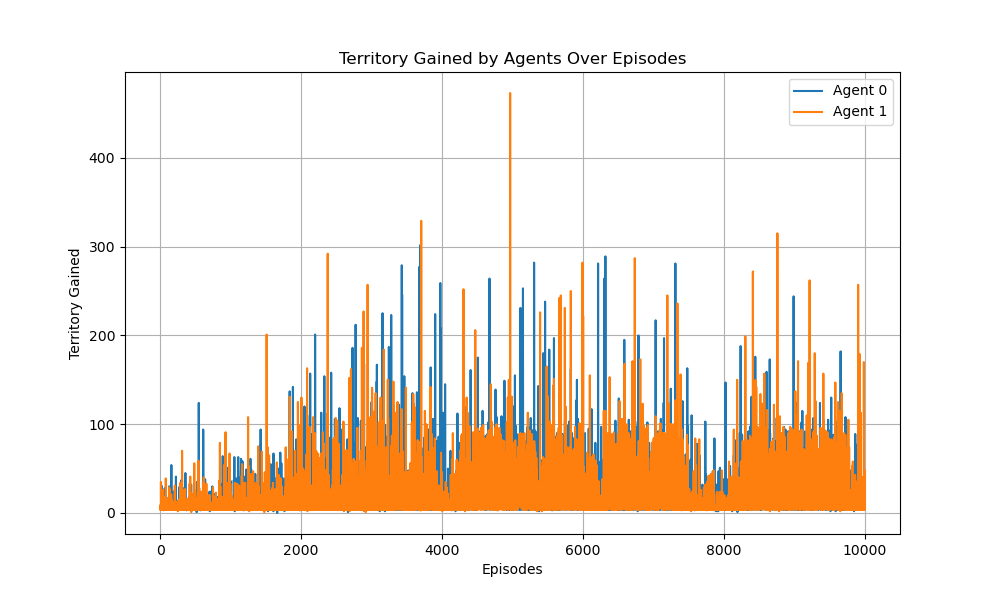 Territory Gained by Agents Over Episodes
Agent 0
Agent 1
Territory Gained
400
300
200
100
0
0 2000 4000 6000 8000 10000
Episodes